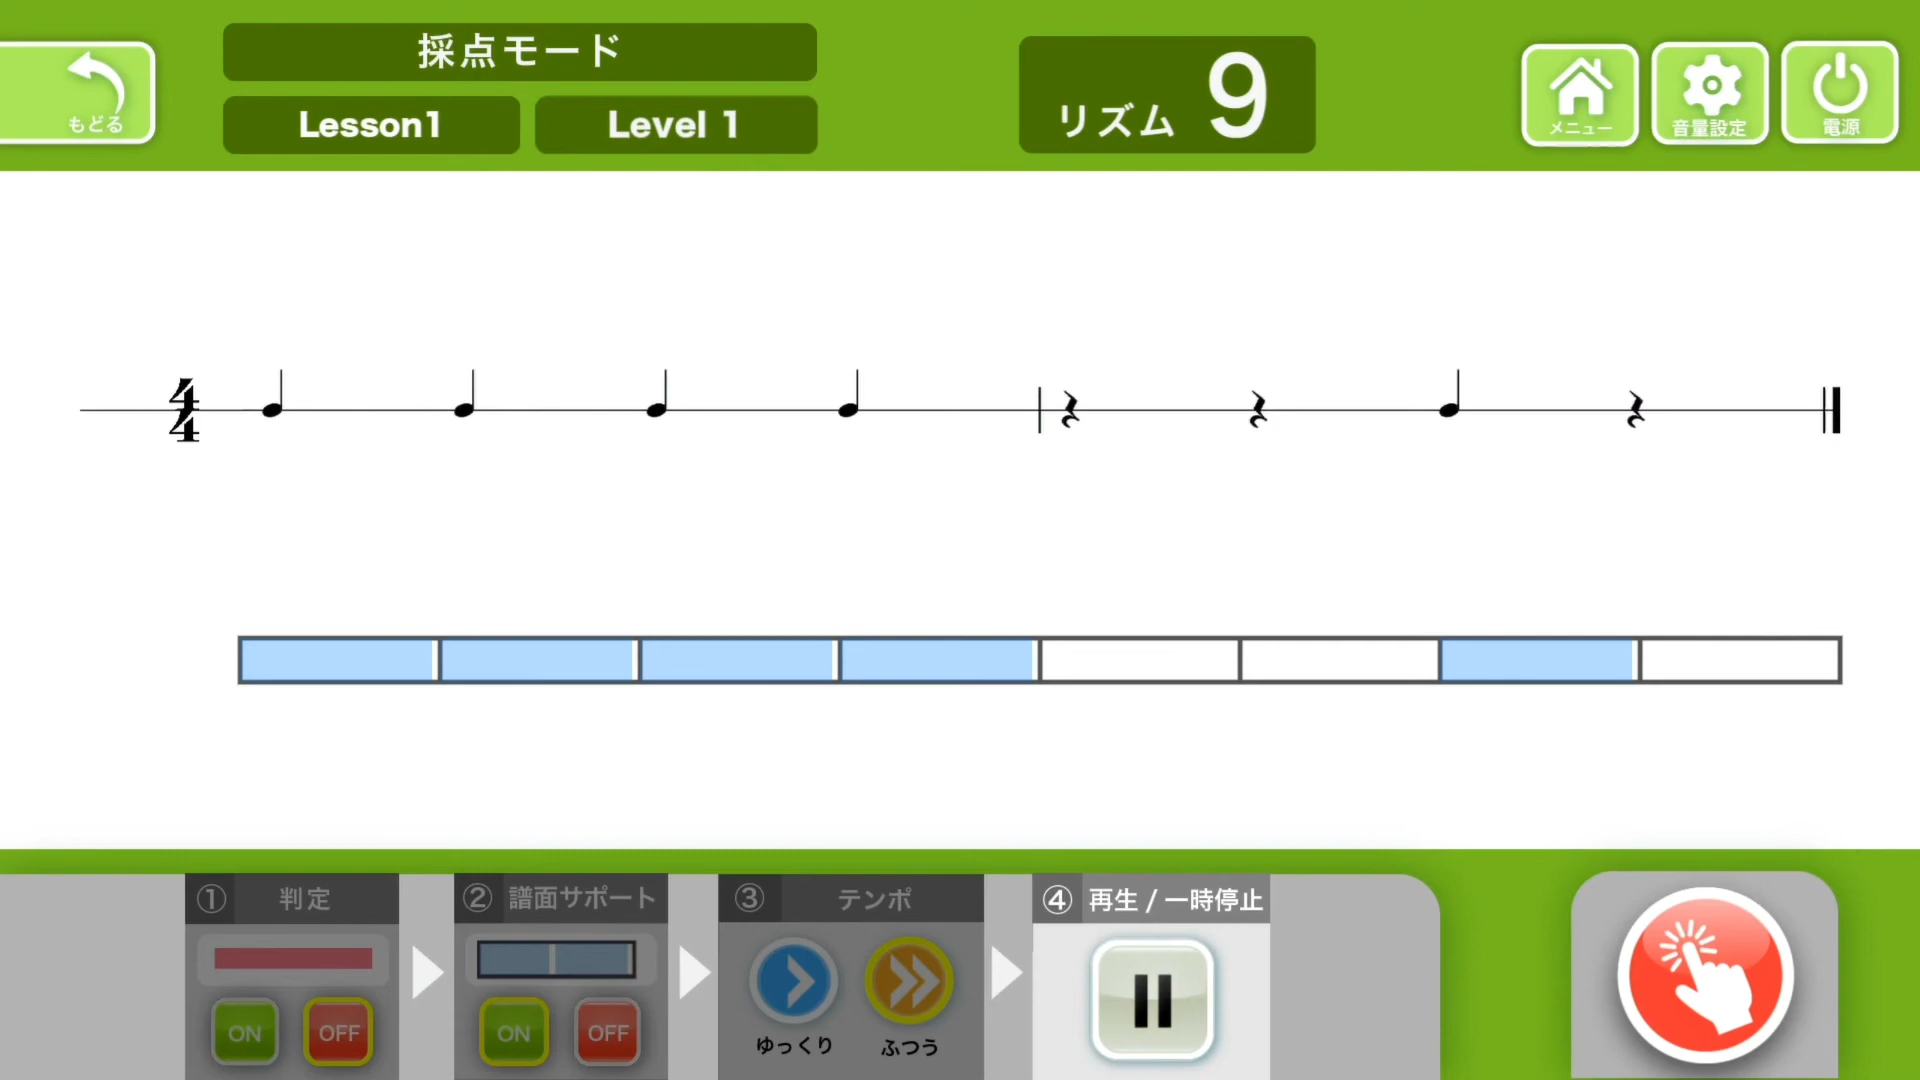 もどる
採点モード
Lesson1
Level 1
リズム 9
メニュー
音量設定
電源
4
4
① 判定
ON
OFF
② 譜面サポート
ON
OFF
③ テンポ
ゆっくり
ふつう
④ 再生 / 一時停止